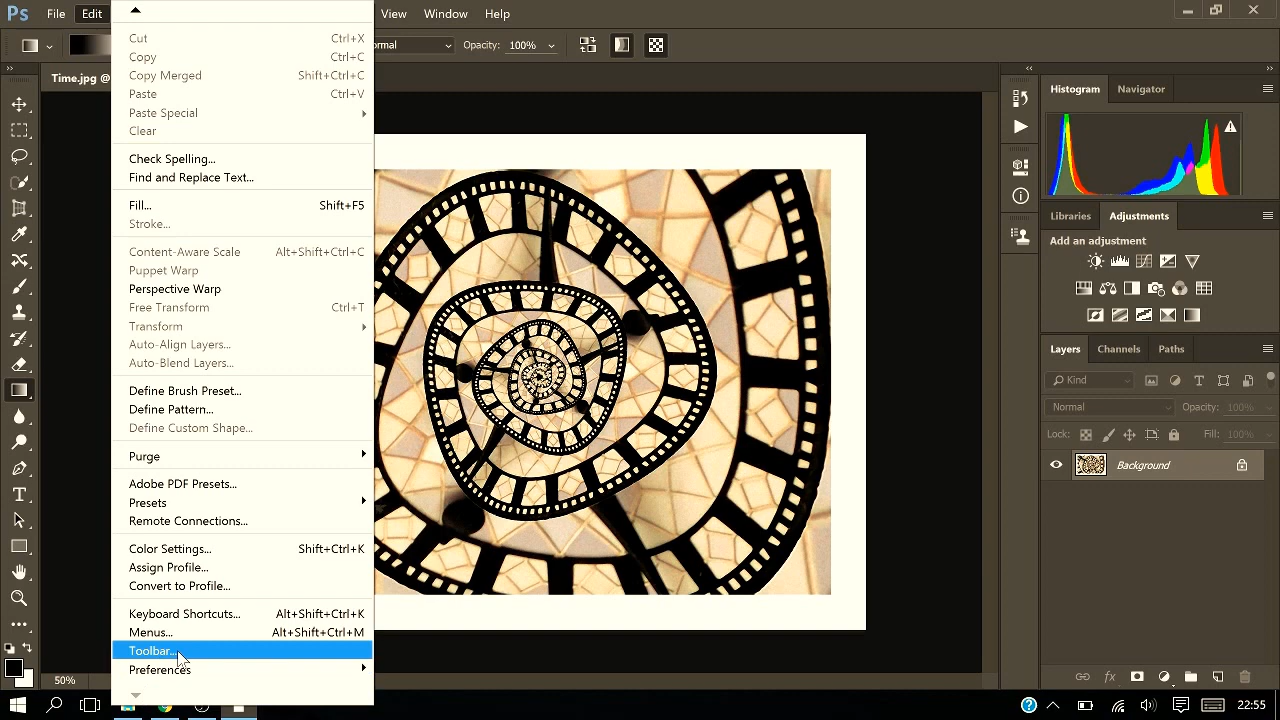 Ps File Edit View Window Help
Opacity: 100%
Time.jpg @
Cut Ctrl+X
Copy Ctrl+C
Copy Merged Shift+Ctrl+C
Paste Ctrl+V
Paste Special
Clear
Check Spelling...
Find and Replace Text...
Fill... Shift+F5
Stroke...
Content-Aware Scale Alt+Shift+Ctrl+C
Puppet Warp
Perspective Warp
Free Transform Ctrl+T
Transform
Auto-Align Layers...
Auto-Blend Layers...
Define Brush Preset...
Define Pattern...
Define Custom Shape...
Purge
Adobe PDF Presets...
Presets
Remote Connections...
Color Settings... Shift+Ctrl+K
Assign Profile...
Convert to Profile...
Keyboard Shortcuts... Alt+Shift+Ctrl+K
Menus... Alt+Shift+Ctrl+M
Toolbar...
Preferences
50%
Histogram Navigator
Libraries Adjustments
Add an adjustment
Layers Channels Paths
Kind
Normal Opacity: 100%
Lock: Fill: 100%
Background
fx
22:55